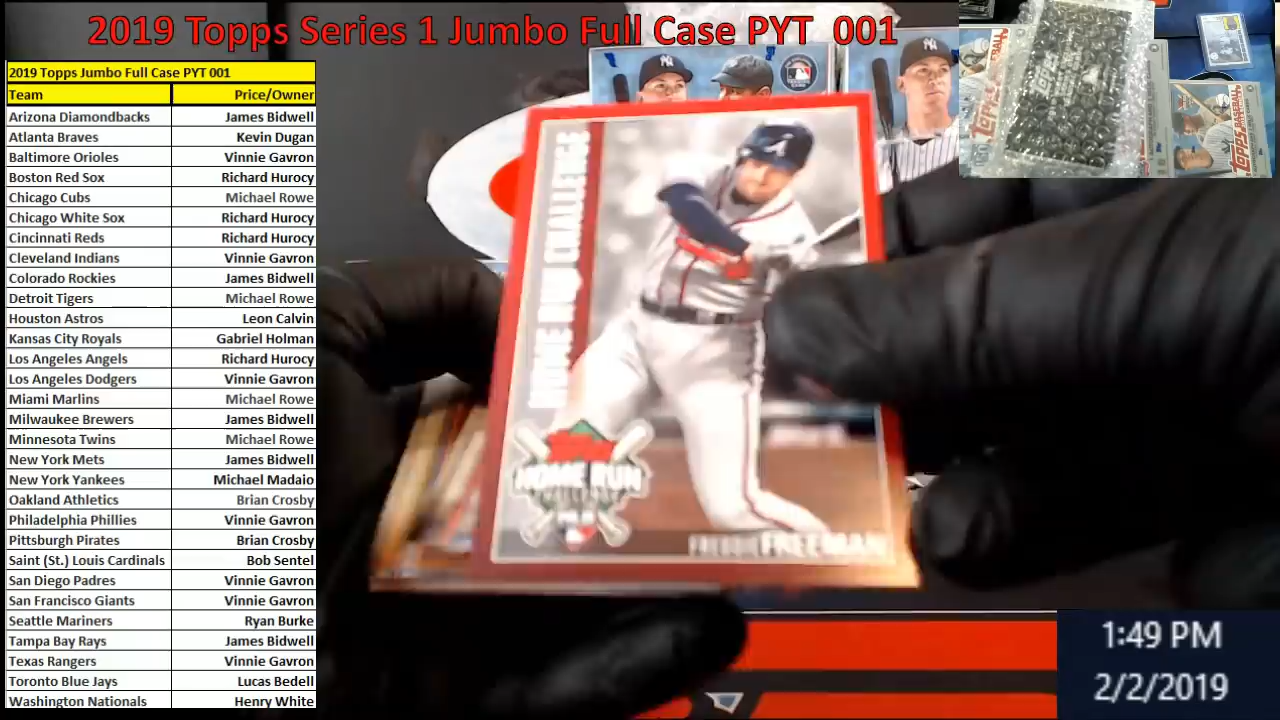 2019 Topps Series 1 Jumbo Full Case PYT 001
2019 Topps Jumbo Full Case PYT 001
Team Price/Owner
Arizona Diamondbacks James Bidwell
Atlanta Braves Kevin Dugan
Baltimore Orioles Vinnie Gavron
Boston Red Sox Richard Hurocy
Chicago Cubs Michael Rowe
Chicago White Sox Richard Hurocy
Cincinnati Reds Richard Hurocy
Cleveland Indians Vinnie Gavron
Colorado Rockies James Bidwell
Detroit Tigers Michael Rowe
Houston Astros Leon Calvin
Kansas City Royals Gabriel Holman
Los Angeles Angels Richard Hurocy
Los Angeles Dodgers Vinnie Gavron
Miami Marlins Michael Rowe
Milwaukee Brewers James Bidwell
Minnesota Twins Michael Rowe
New York Mets James Bidwell
New York Yankees Michael Madaio
Oakland Athletics Brian Crosby
Philadelphia Phillies Vinnie Gavron
Pittsburgh Pirates Brian Crosby
Saint (St.) Louis Cardinals Bob Sentel
San Diego Padres Vinnie Gavron
San Francisco Giants Vinnie Gavron
Seattle Mariners Ryan Burke
Tampa Bay Rays James Bidwell
Texas Rangers Vinnie Gavron
Toronto Blue Jays Lucas Bedell
Washington Nationals Henry White
HOME RUN CHALLENGE
HOME RUN
FREDDIE FREEMAN
A
Topps
Topps
BASEBALL
1:49 PM
2/2/2019